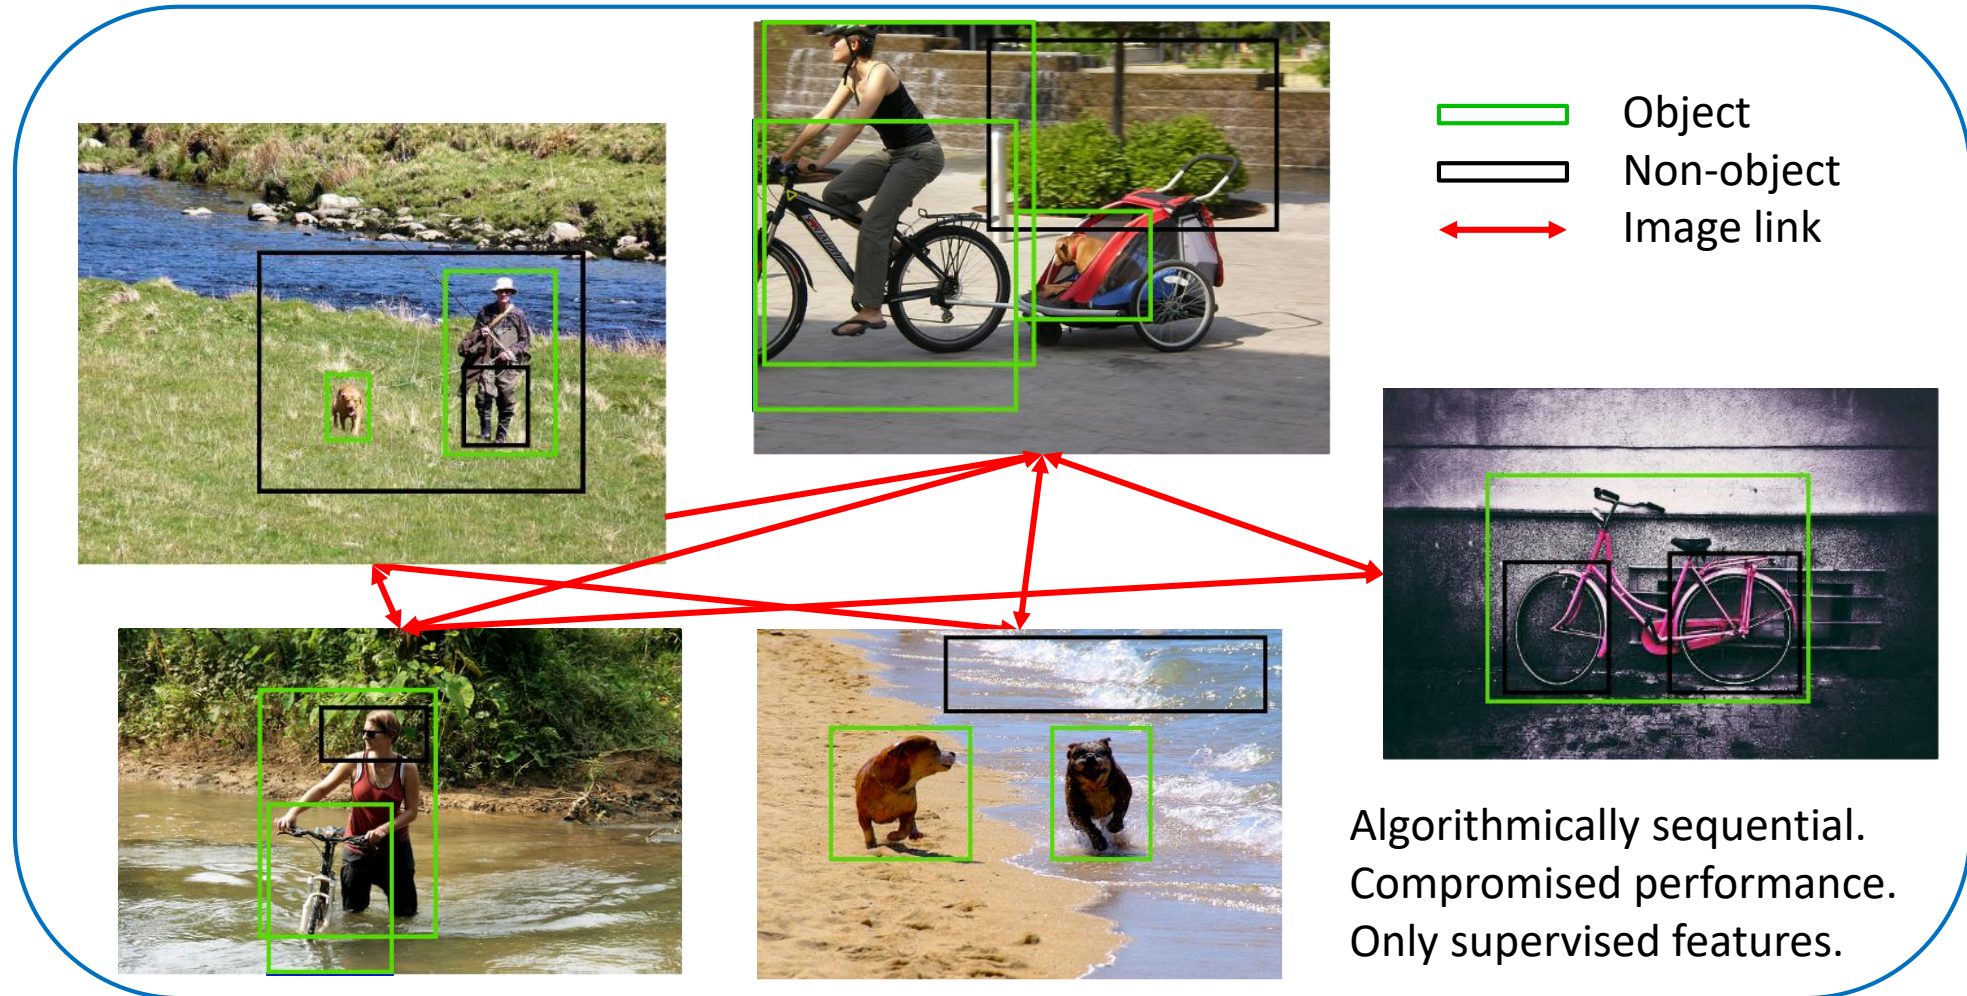 Object
Non-object
Image link
Algorithmically sequential.
Compromised performance.
Only supervised features.